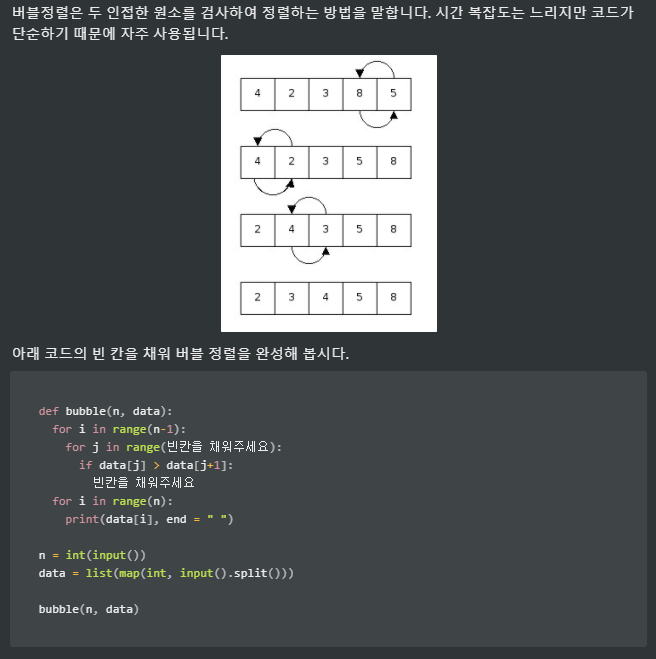 버블정렬은 두 인접한 원소를 검사하여 정렬하는 방법을 말합니다. 시간 복잡도는 느리지만 코드가
단순하기 때문에 자주 사용됩니다.
4 2 3 8 5
4 2 3 5 8
2 4 3 5 8
2 3 4 5 8
아래 코드의 빈 칸을 채워 버블 정렬을 완성해 봅시다.
def bubble(n, data):
  for i in range(n-1):
    for j in range(빈칸을 채워주세요):
      if data[j] > data[j+1]:
        빈칸을 채워주세요
  for i in range(n):
    print(data[i], end = " ")
n = int(input())
data = list(map(int, input().split()))
bubble(n, data)